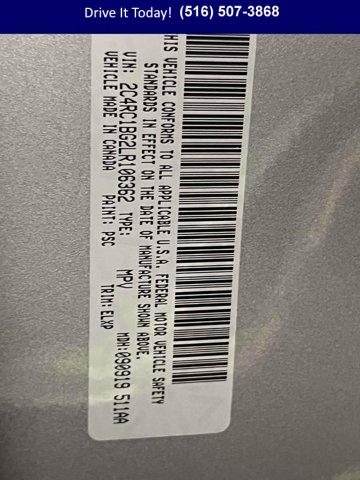 Drive It Today! (516) 507-3868
THIS VEHICLE CONFORMS TO ALL APPLICABLE U.S.A. FEDERAL MOTOR VEHICLE SAFETY
STANDARDS IN EFFECT ON THE DATE OF MANUFACTURE SHOWN ABOVE.
VIN: 2C4RC1BG2LR106362 TYPE: MPV MDH:090919 511AA
VEHICLE MADE IN CANADA PAINT: PSC TRIM:ELXP